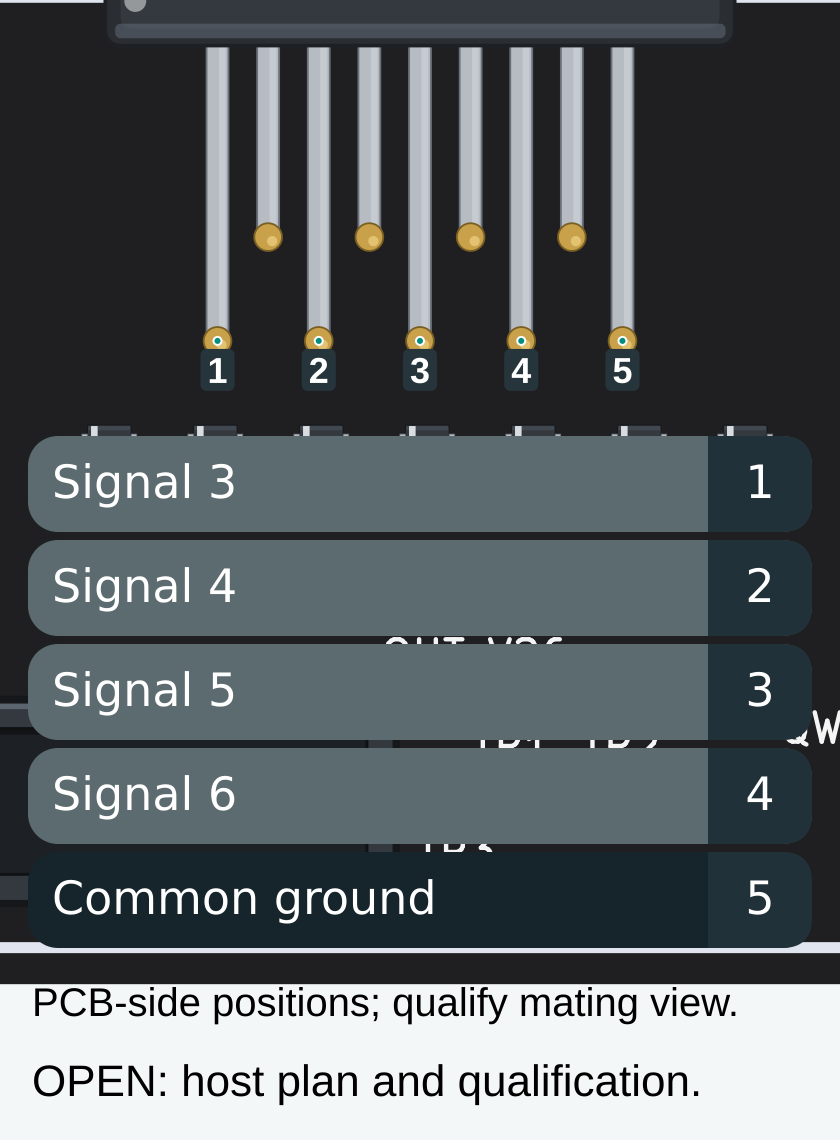 1 2 3 4 5
Signal 3 1
Signal 4 2
Signal 5 3
Signal 6 4
Common ground 5
PCB-side positions; qualify mating view.
OPEN: host plan and qualification.